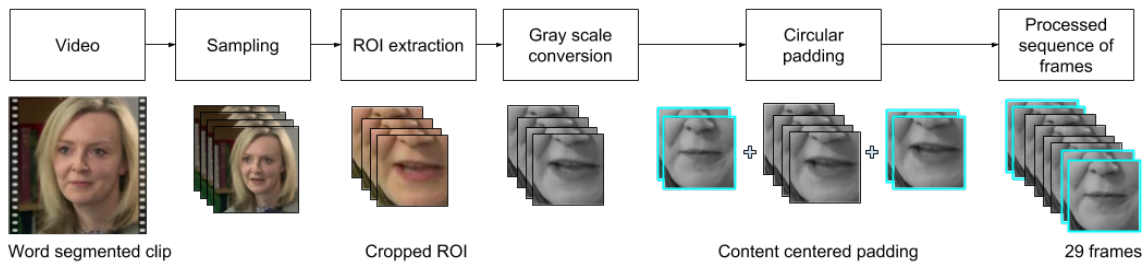 Video
Sampling
ROI extraction
Gray scale
conversion
Circular
padding
Processed
sequence of
frames
Word segmented clip
Cropped ROI
Content centered padding
29 frames